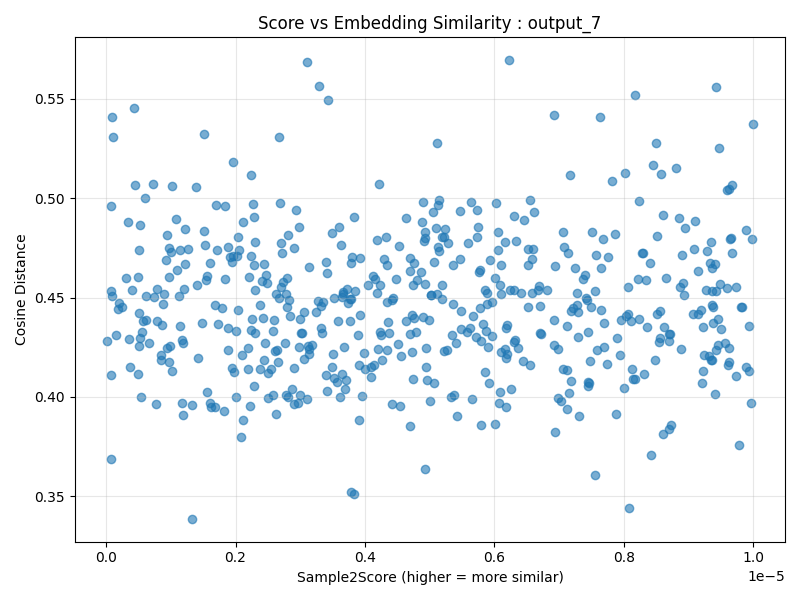 Score vs Embedding Similarity : output_7
Cosine Distance
0.55
0.50
0.45
0.40
0.35
0.0
0.2
0.4
0.6
0.8
1.0
1e−5
Sample2Score (higher = more similar)